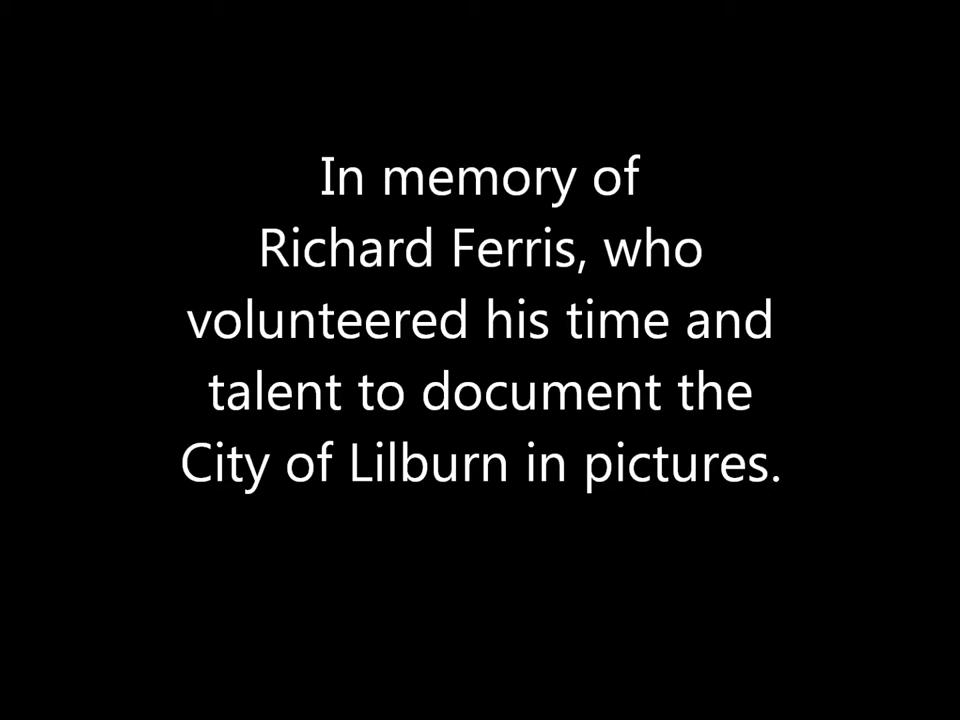 In memory of
Richard Ferris, who
volunteered his time and
talent to document the
City of Lilburn in pictures.